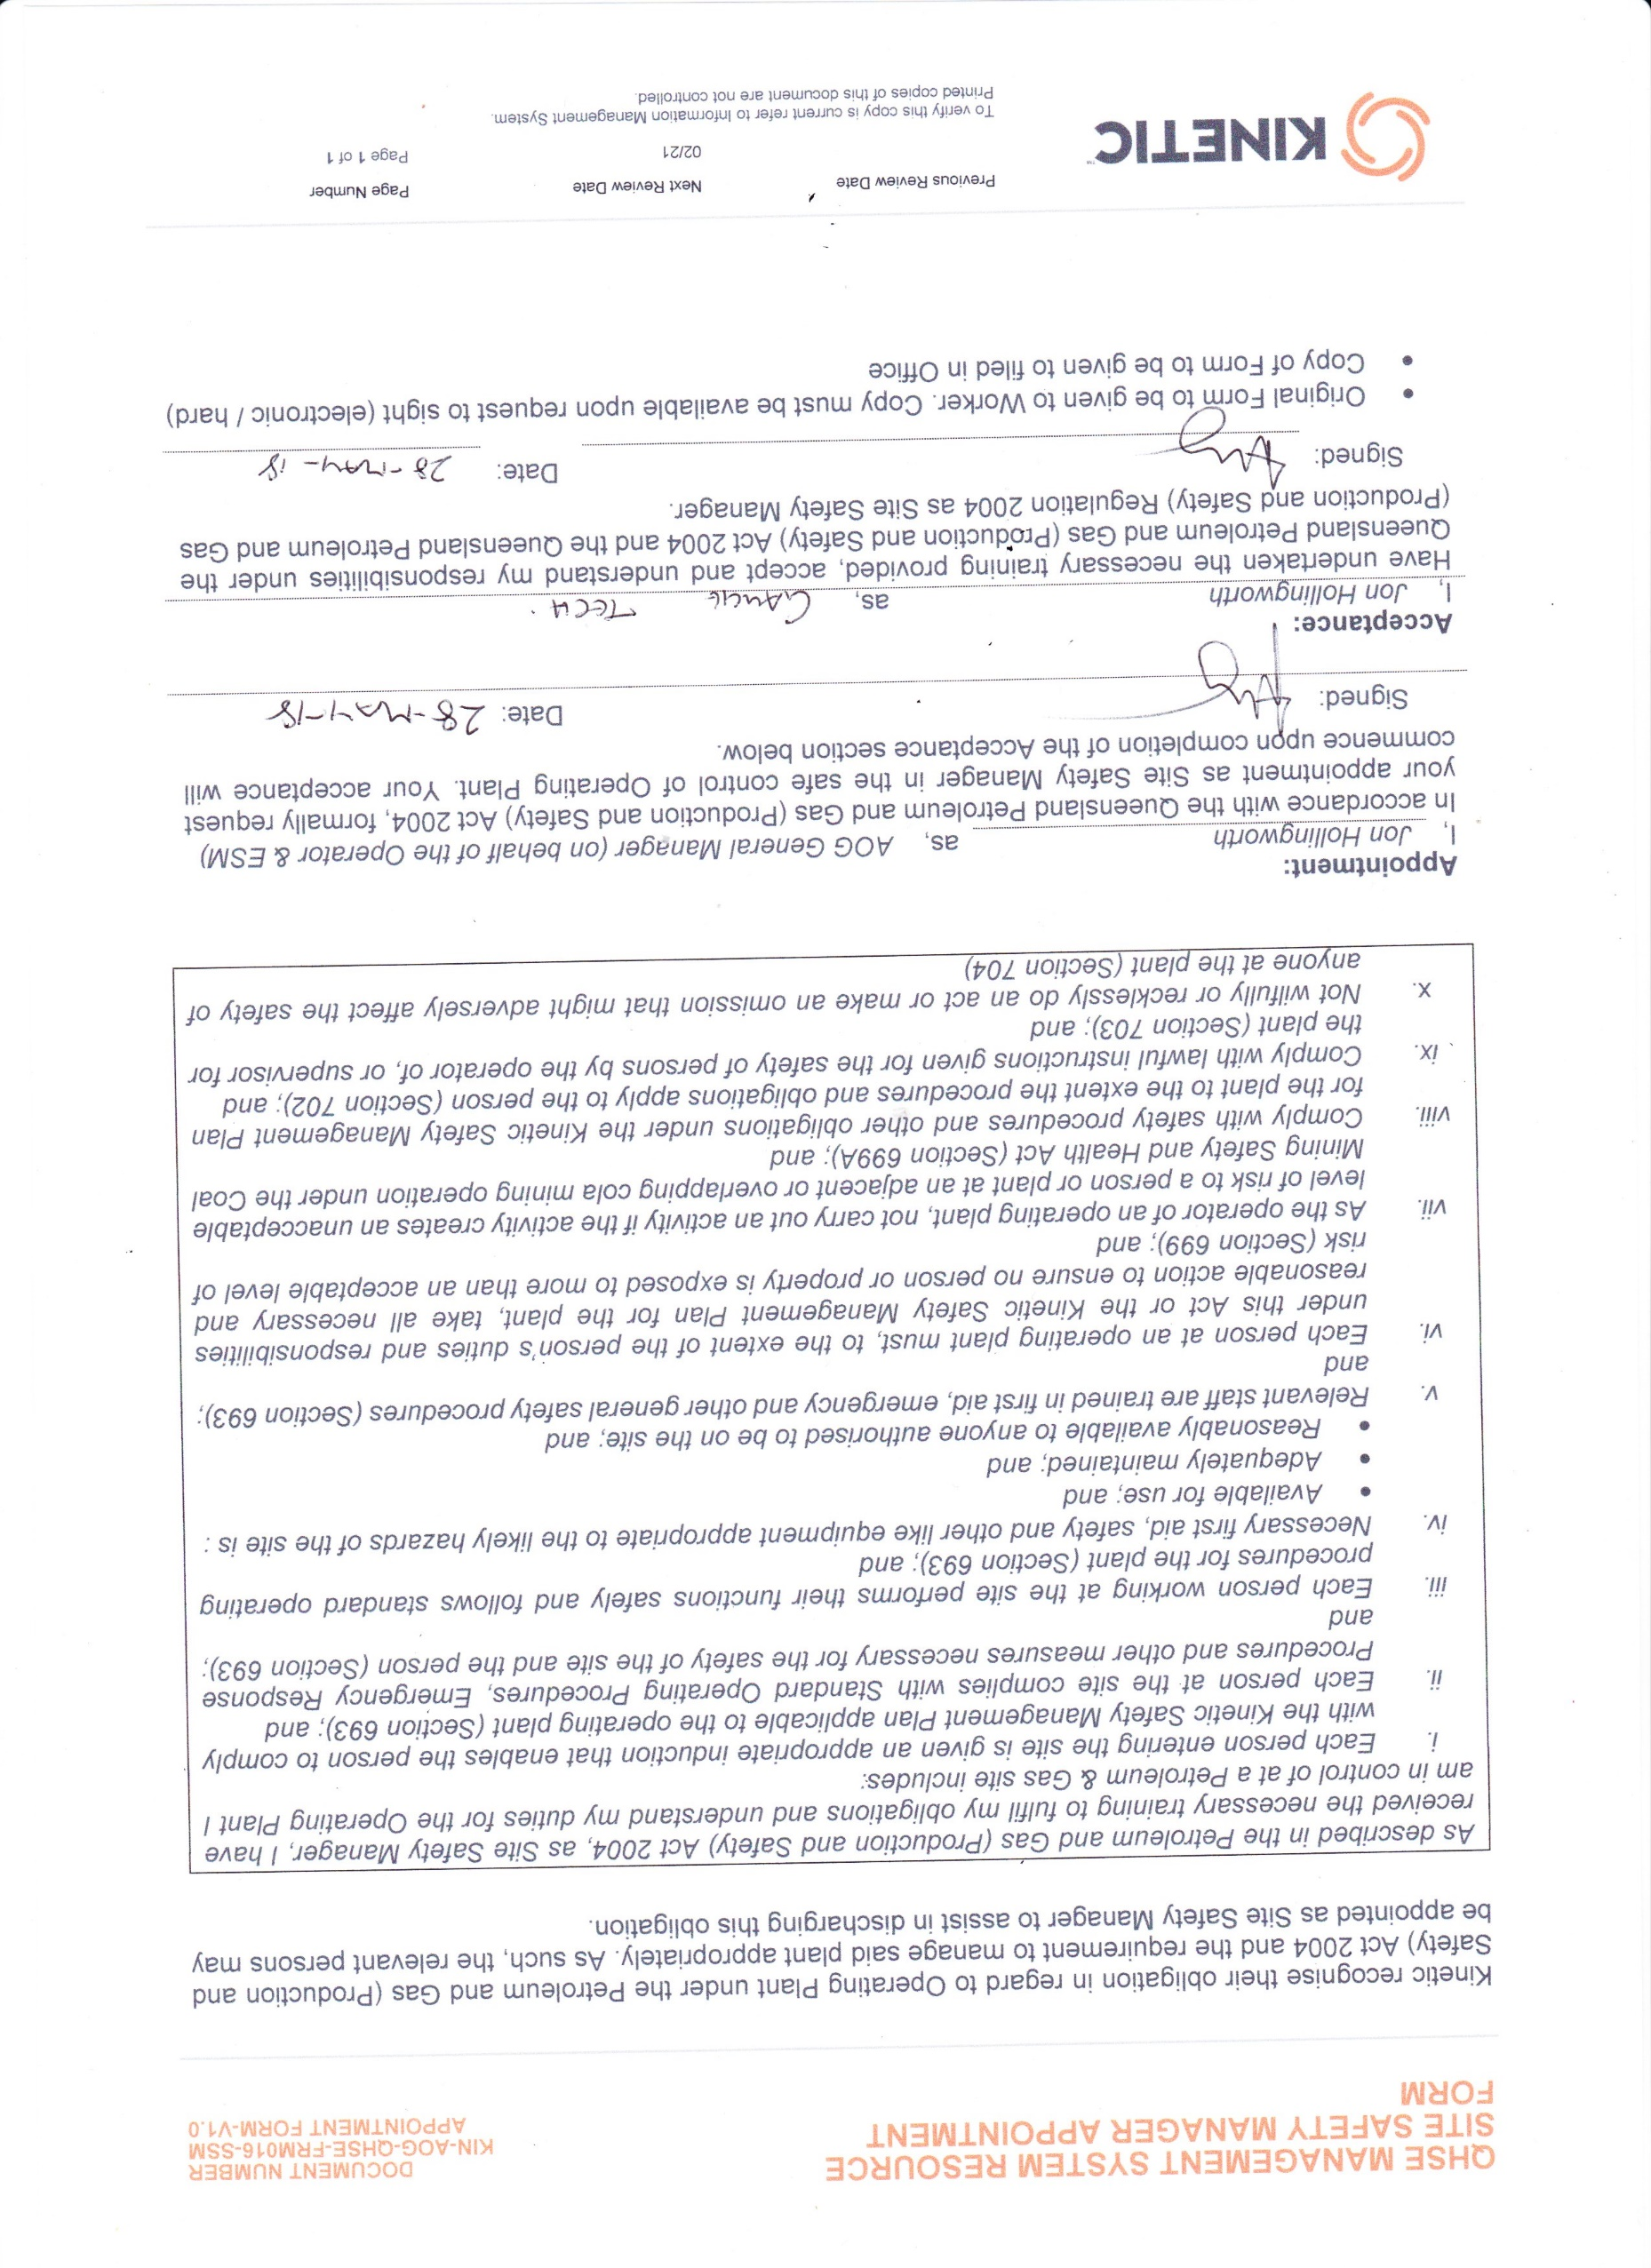 QHSE MANAGEMENT SYSTEM RESOURCE
SITE SAFETY MANAGER APPOINTMENT
FORM
DOCUMENT NUMBER
KIN-AOG-QHSE-FRM016-SSM
APPOINTMENT FORM-V1.0
Kinetic recognise their obligation in regard to Operating Plant under the Petroleum and Gas (Production and
Safety) Act 2004 and the requirement to manage said plant appropriately. As such, the relevant persons may
be appointed as Site Safety Manager to assist in discharging this obligation.
As described in the Petroleum and Gas (Production and Safety) Act 2004, as Site Safety Manager, I have
received the necessary training to fulfil my obligations and understand my duties for the Operating Plant I
am in control of at a Petroleum & Gas site includes:
i. Each person entering the site is given an appropriate induction that enables the person to comply
with the Kinetic Safety Management Plan applicable to the operating plant (Section 693); and
ii. Each person at the site complies with Standard Operating Procedures, Emergency Response
Procedures and other measures necessary for the safety of the site and the person (Section 693);
and
iii. Each person working at the site performs their functions safely and follows standard operating
procedures for the plant (Section 693); and
iv. Necessary first aid, safety and other like equipment appropriate to the likely hazards of the site is :
• Available for use; and
• Adequately maintained; and
• Reasonably available to anyone authorised to be on the site; and
v. Relevant staff are trained in first aid, emergency and other general safety procedures (Section 693);
and
vi. Each person at an operating plant must, to the extent of the person's duties and responsibilities
under this Act or the Kinetic Safety Management Plan for the plant, take all necessary and
reasonable action to ensure no person or property is exposed to more than an acceptable level of
risk (Section 699); and
vii. As the operator of an operating plant, not carry out an activity if the activity creates an unacceptable
level of risk to a person or plant at an adjacent or overlapping cola mining operation under the Coal
Mining Safety and Health Act (Section 699A); and
viii. Comply with safety procedures and other obligations under the Kinetic Safety Management Plan
for the plant to the extent the procedures and obligations apply to the person (Section 702); and
ix. Comply with lawful instructions given for the safety of persons by the operator of, or supervisor for
the plant (Section 703); and
x. Not wilfully or recklessly do an act or make an omission that might adversely affect the safety of
anyone at the plant (Section 704)
Appointment:
I, Jon Hollingworth as, AOG General Manager (on behalf of the Operator & ESM)
In accordance with the Queensland Petroleum and Gas (Production and Safety) Act 2004, formally request
your appointment as Site Safety Manager in the safe control of Operating Plant. Your acceptance will
commence upon completion of the Acceptance section below.
Signed: Date: 28-MAY-18
Acceptance:
I, Jon Hollingworth as, TECH.
Have undertaken the necessary training provided, accept and understand my responsibilities under the
Queensland Petroleum and Gas (Production and Safety) Act 2004 and the Queensland Petroleum and Gas
(Production and Safety) Regulation 2004 as Site Safety Manager.
Signed: Date: 28-MAY-18
• Original Form to be given to Worker. Copy must be available upon request to sight (electronic / hard)
• Copy of Form to be given to filed in Office
KINETIC™
Previous Review Date Next Review Date Page Number
02/21 Page 1 of 1
To verify this copy is current refer to Information Management System.
Printed copies of this document are not controlled.